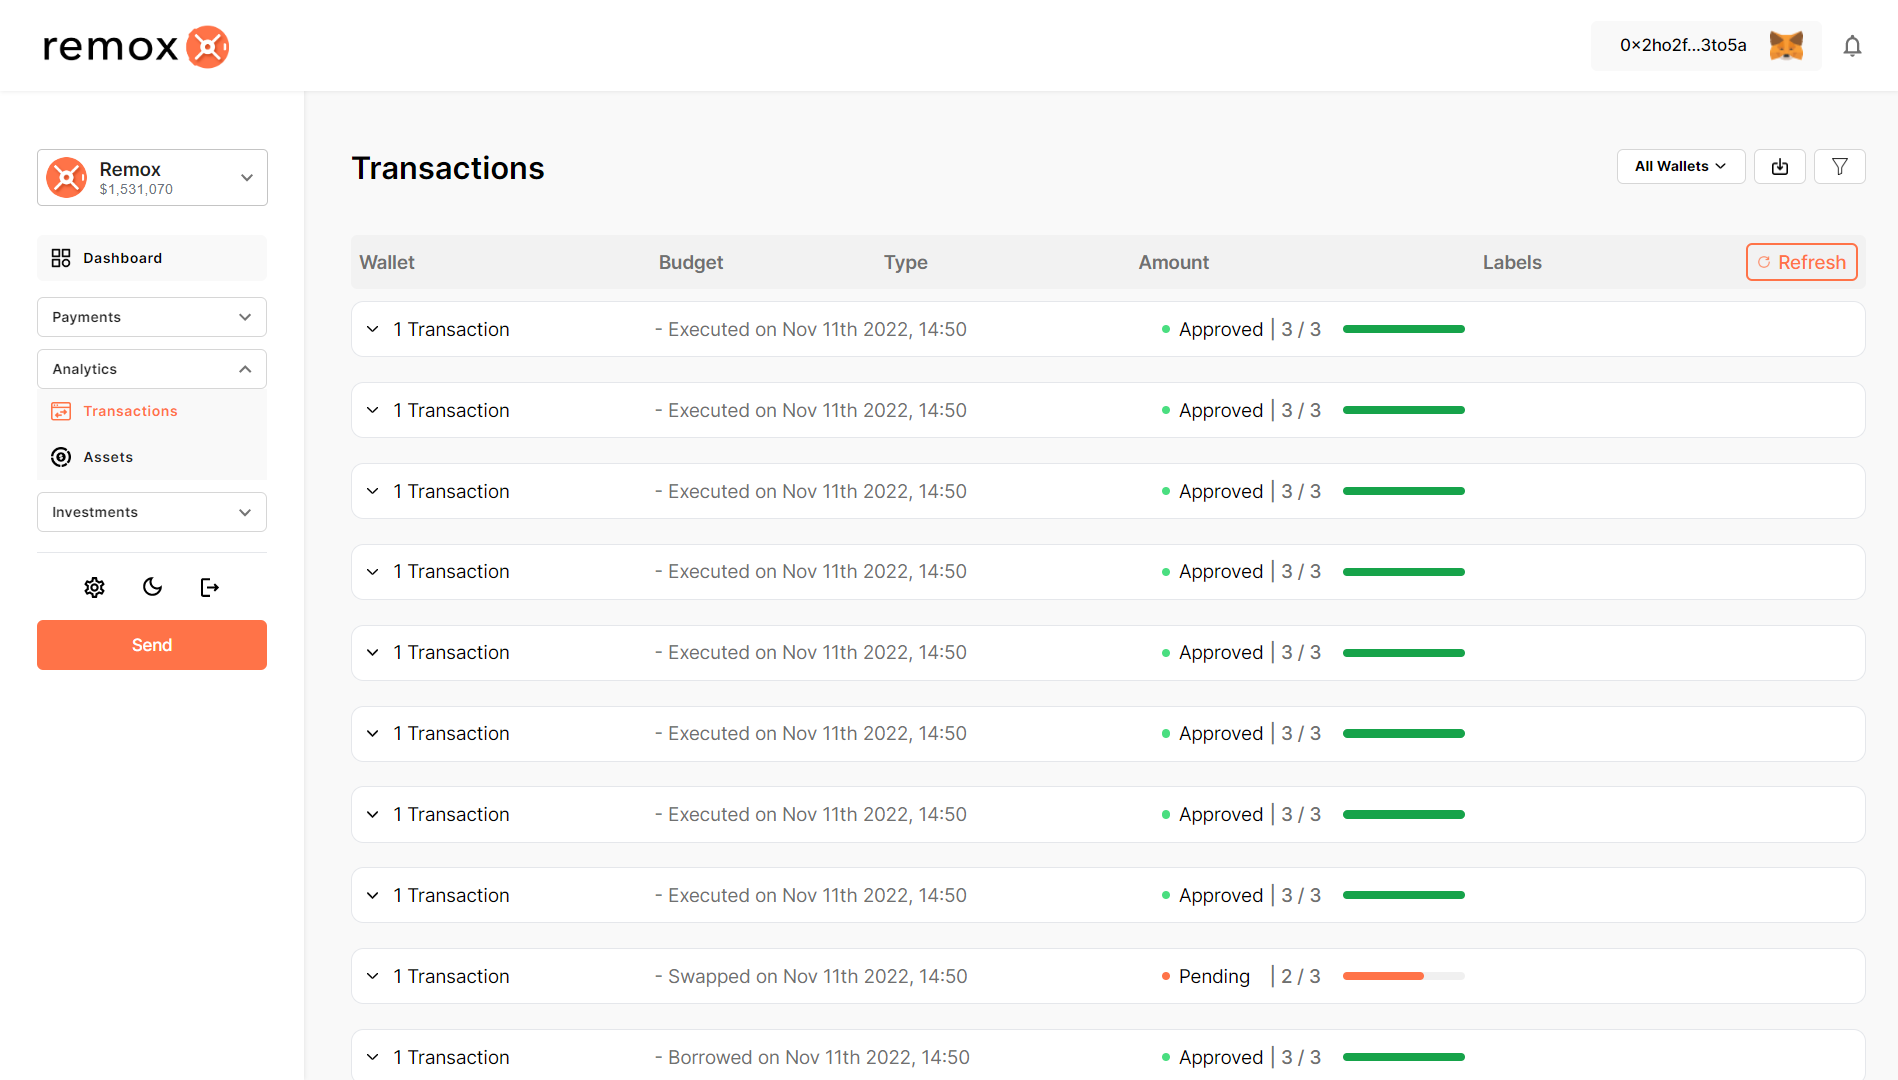 remox
0x2ho2f...3to5a
Remox
$1,531,070
Dashboard
Payments
Analytics
Transactions
Assets
Investments
Send
Transactions
All Wallets
Wallet Budget Type Amount Labels Refresh
1 Transaction - Executed on Nov 11th 2022, 14:50 Approved | 3 / 3
1 Transaction - Executed on Nov 11th 2022, 14:50 Approved | 3 / 3
1 Transaction - Executed on Nov 11th 2022, 14:50 Approved | 3 / 3
1 Transaction - Executed on Nov 11th 2022, 14:50 Approved | 3 / 3
1 Transaction - Executed on Nov 11th 2022, 14:50 Approved | 3 / 3
1 Transaction - Executed on Nov 11th 2022, 14:50 Approved | 3 / 3
1 Transaction - Executed on Nov 11th 2022, 14:50 Approved | 3 / 3
1 Transaction - Executed on Nov 11th 2022, 14:50 Approved | 3 / 3
1 Transaction - Swapped on Nov 11th 2022, 14:50 Pending | 2 / 3
1 Transaction - Borrowed on Nov 11th 2022, 14:50 Approved | 3 / 3